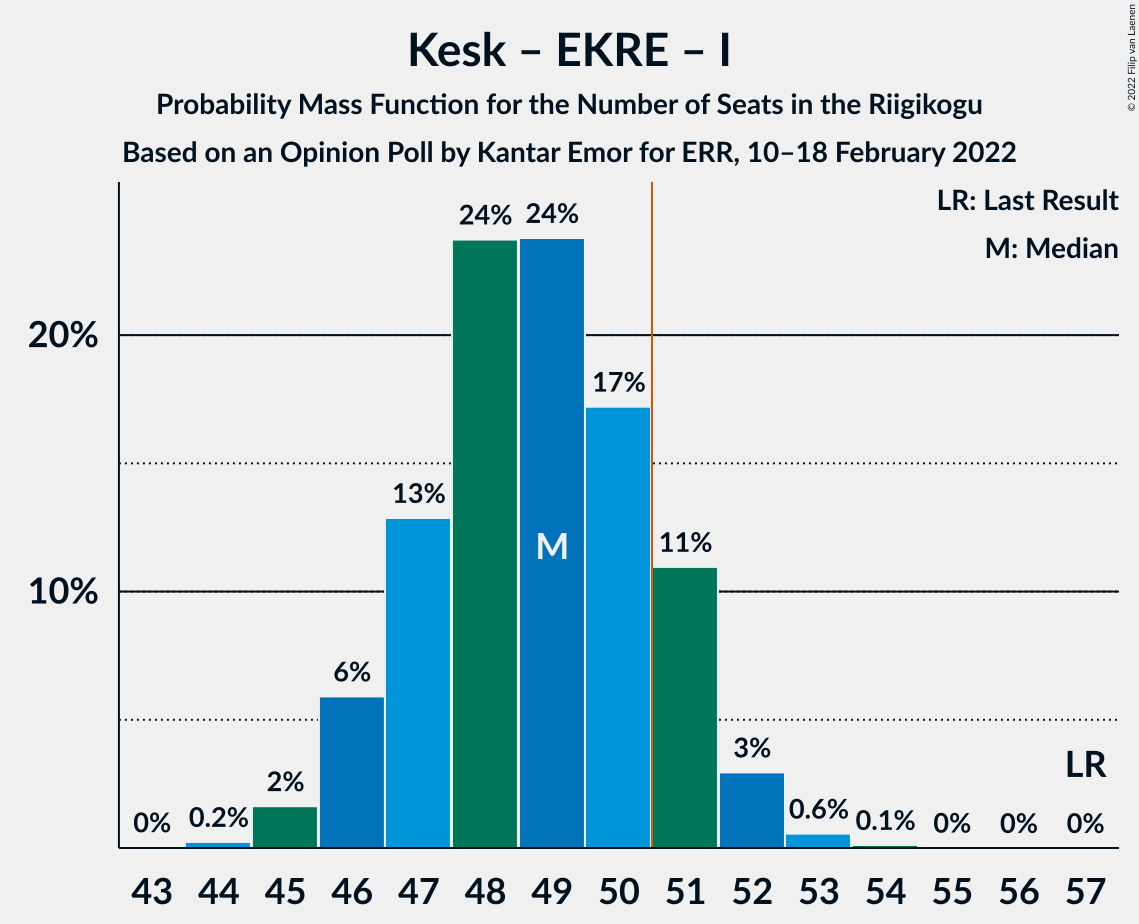 Kesk – EKRE – I
Probability Mass Function for the Number of Seats in the Riigikogu
Based on an Opinion Poll by Kantar Emor for ERR, 10–18 February 2022
© 2022 Filip van Laenen
LR: Last Result
M: Median
24% 24%
20%
17%
13%
M
11%
10%
6%
3%
LR
2%
0% 0.2% 0.6% 0.1% 0% 0% 0%
43 44 45 46 47 48 49 50 51 52 53 54 55 56 57